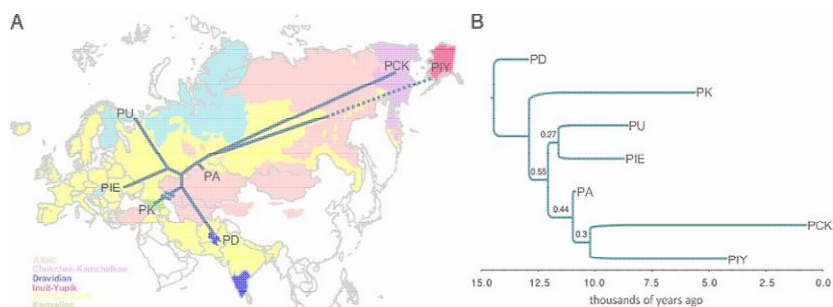 A
B
PCK
PIY
PU
PIE
PA
PK
PD
Altaic
Chukchee-Kamchatkan
Dravidian
Inuit-Yupik
Kartvelian
PD
PK
PU
0.27
PIE
0.55
PA
0.44
PCK
0.3
PIY
15.0
12.5
10.0
7.5
5.0
2.5
0.0
thousands of years ago